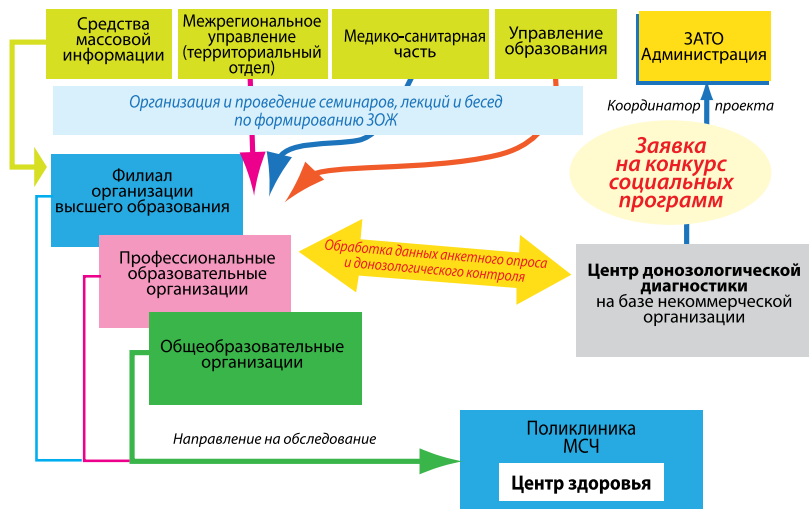 Средства
массовой
информации
Межрегиональное
управление
(территориальный
отдел)
Медико-санитарная
часть
Управление
образования
ЗАТО
Администрация
Организация и проведение семинаров, лекций и бесед
по формированию ЗОЖ
Координатор проекта
Заявка
на конкурс
социальных
программ
Филиал
организации
высшего образования
Профессиональные
образовательные
организации
Обработка данных анкетного опроса
и донозологического контроля
Центр донозологической
диагностики
на базе некоммерческой
организации
Общеобразовательные
организации
Направление на обследование
Поликлиника
МСЧ
Центр здоровья